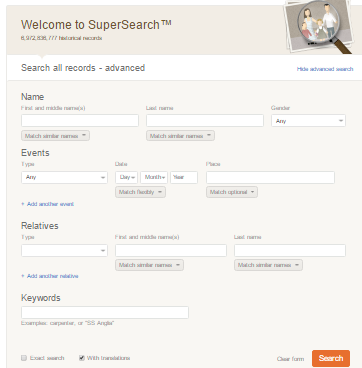 Welcome to SuperSearch™
6,972,838,777 historical records
Search all records - advanced
Hide advanced search
Name
First and middle name(s)
Last name
Gender
Any
Match similar names
Match similar names
Events
Type
Date
Place
Any
Day
Month
Year
Match flexibly
Match optional
+ Add another event
Relatives
Type
First and middle name(s)
Last name
Match similar names
Match similar names
+ Add another relative
Keywords
Examples: carpenter, or "SS Anglia"
Exact search
With translations
Clear form
Search